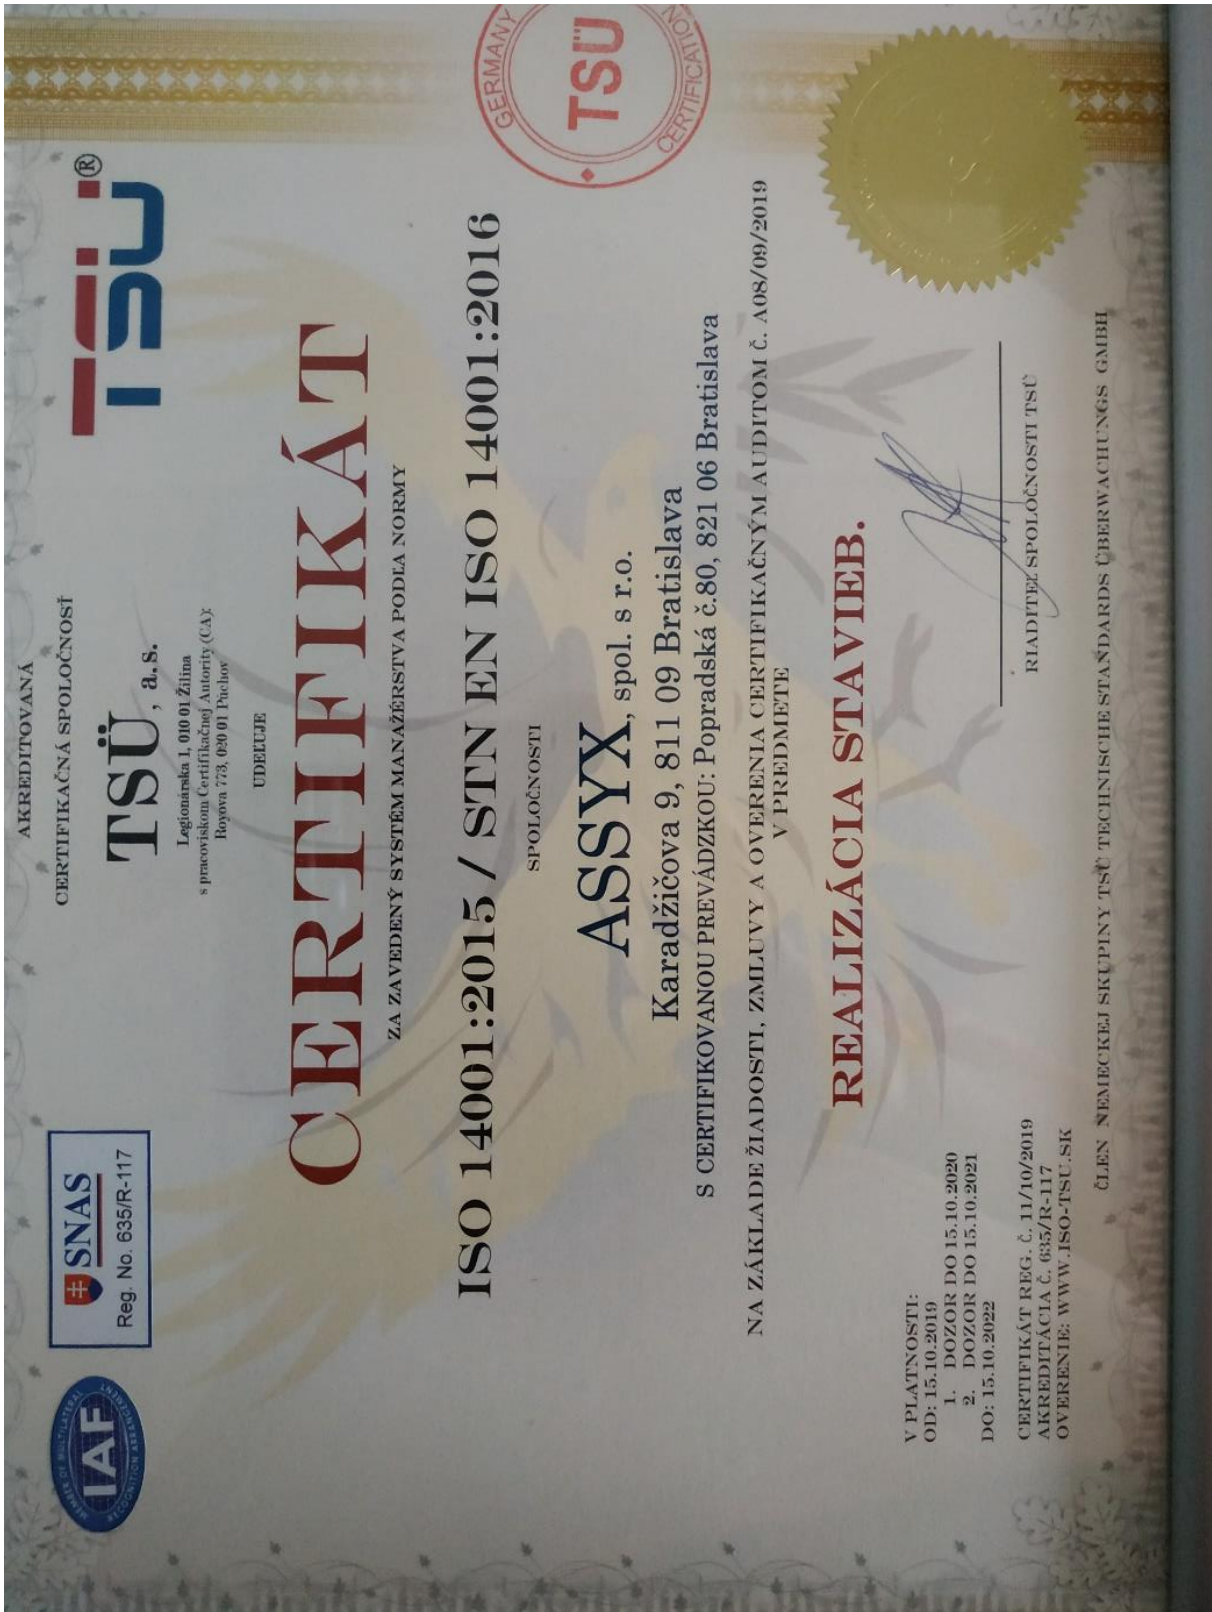 MEMBER OF MULTILATERAL
IAF
RECOGNITION ARRANGEMENT
SNAS
Reg. No. 635/R-117
AKREDITOVANÁ
CERTIFIKAČNÁ SPOLOČNOSŤ
TSÜ, a.s.
Legionárska 1, 010 01 Žilina
s pracoviskom Certifikačnej Autority (CA):
Royova 773, 020 01 Púchov
TSÜ®
UDEĽUJE
CERTIFIKÁT
ZA ZAVEDENÝ SYSTÉM MANAŽÉRSTVA PODĽA NORMY
ISO 14001:2015 / STN EN ISO 14001:2016
SPOLOČNOSTI
ASSYX, spol. s r.o.
Karadžičova 9, 811 09 Bratislava
S CERTIFIKOVANOU PREVÁDZKOU: Popradská č.80, 821 06 Bratislava
NA ZÁKLADE ŽIADOSTI, ZMLUVY A OVERENIA CERTIFIKAČNÝM AUDITOM Č. A08/09/2019
V PREDMETE
REALIZÁCIA STAVIEB.
GERMANY
TSÜ
CERTIFICATION
V PLATNOSTI:
OD: 15.10.2019
1. DOZOR DO 15.10.2020
2. DOZOR DO 15.10.2021
DO: 15.10.2022
CERTIFIKÁT REG. Č. 11/10/2019
AKREDITÁCIA Č. 635/R-117
OVERENIE: WWW.ISO-TSU.SK
RIADITEĽ SPOLOČNOSTI TSÜ
ČLEN NEMECKEJ SKUPINY TSÜ TECHNISCHE STANDARDS ÜBERWACHUNGS GMBH